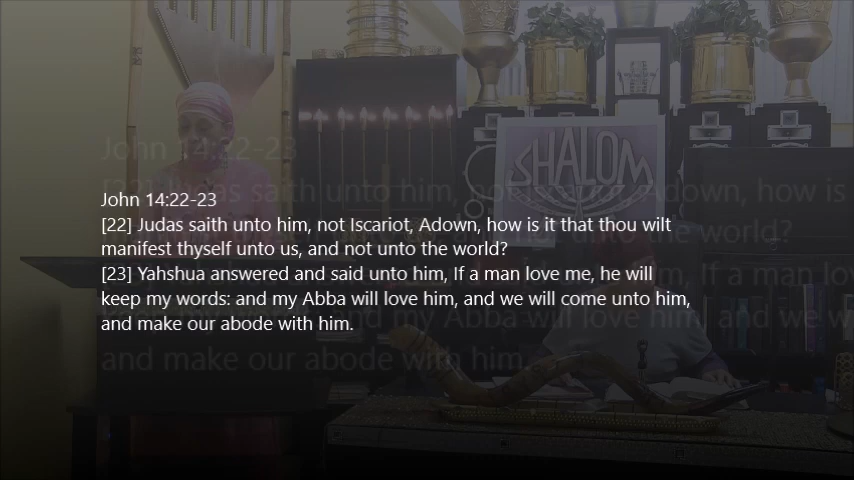 SHALOM
John 14:22-23
[22] Judas saith unto him, not Iscariot, Adown, how is it that thou wilt
manifest thyself unto us, and not unto the world?
[23] Yahshua answered and said unto him, If a man love me, he will
keep my words: and my Abba will love him, and we will come unto him,
and make our abode with him.